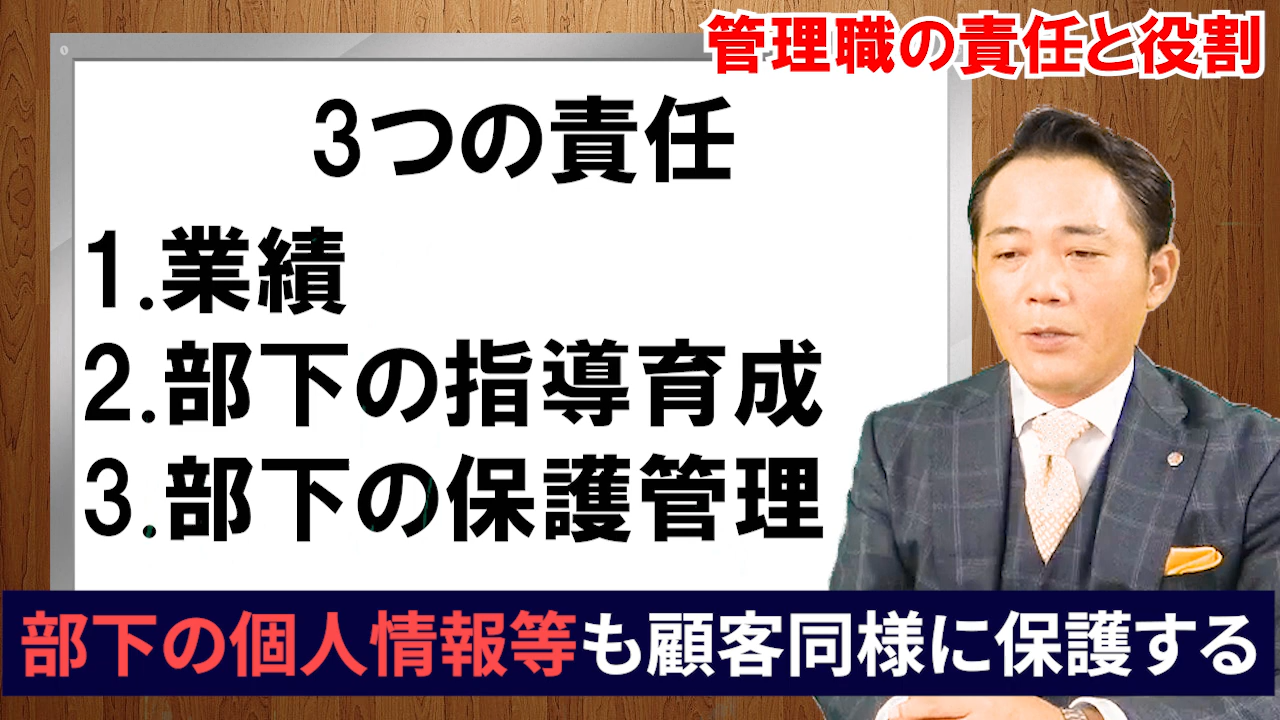 管理職の責任と役割
3つの責任
1.業績
2.部下の指導育成
3.部下の保護管理
部下の個人情報等も顧客同様に保護する